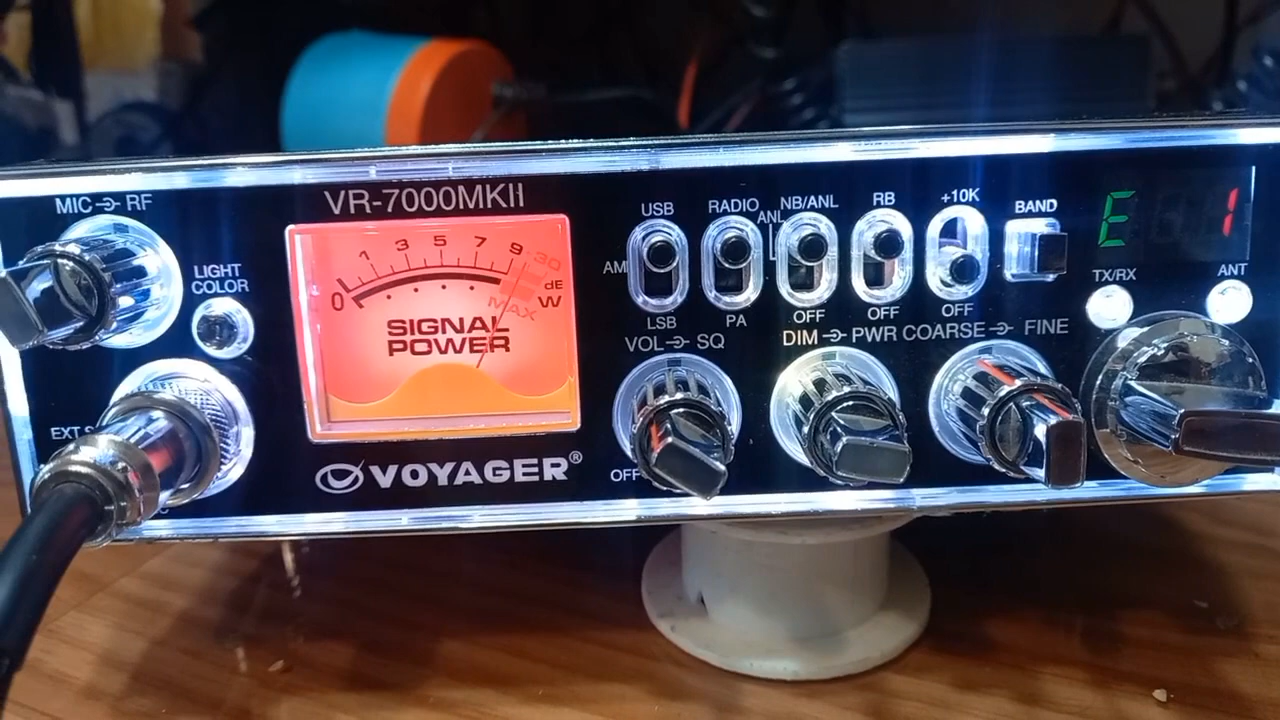 MIC RF
VR-7000MKII
USB
RADIO
NB/ANL
RB
+10K
BAND
E 1
ANL
LIGHT
COLOR
0 1 3 5 7 9 30
dB
MAX W
SIGNAL
POWER
AM
TX/RX
ANT
LSB
PA
OFF
OFF
OFF
VOL SQ
DIM PWR
COARSE FINE
EXT
OFF
VOYAGER®